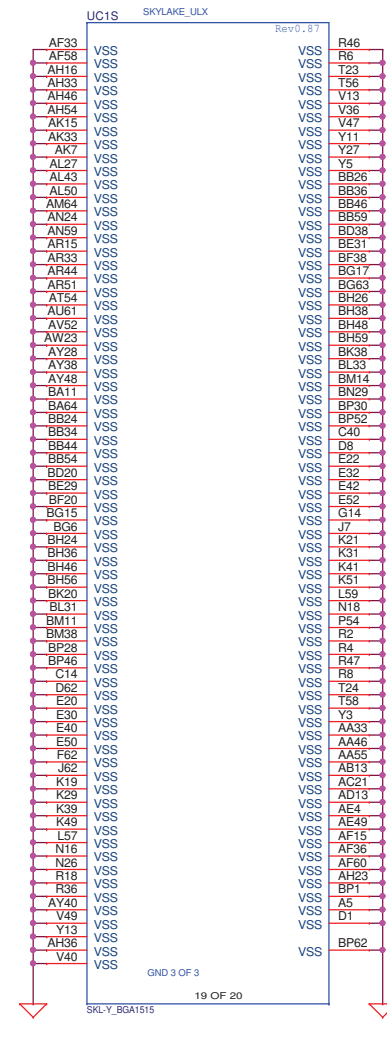 UC1S SKYLAKE_ULX
Rev0.87
AF33 VSS VSS R46
AF58 VSS VSS R6
AH16 VSS VSS T23
AH33 VSS VSS T56
AH46 VSS VSS V13
AH54 VSS VSS V36
AK15 VSS VSS V47
AK33 VSS VSS Y11
AK7 VSS VSS Y27
AL27 VSS VSS Y5
AL43 VSS VSS BB26
AL50 VSS VSS BB36
AM64 VSS VSS BB46
AN24 VSS VSS BB59
AN59 VSS VSS BD38
AR15 VSS VSS BE31
AR33 VSS VSS BF38
AR44 VSS VSS BG17
AR51 VSS VSS BG63
AT54 VSS VSS BH26
AU61 VSS VSS BH38
AV52 VSS VSS BH48
AW23 VSS VSS BH59
AY28 VSS VSS BK38
AY38 VSS VSS BL33
AY48 VSS VSS BM14
BA11 VSS VSS BN29
BA64 VSS VSS BP30
BB24 VSS VSS BP52
BB34 VSS VSS C40
BB44 VSS VSS D8
BB54 VSS VSS E22
BD20 VSS VSS E32
BE29 VSS VSS E42
BF20 VSS VSS E52
BG15 VSS VSS G14
BG6 VSS VSS J7
BH24 VSS VSS K21
BH36 VSS VSS K31
BH46 VSS VSS K41
BH56 VSS VSS K51
BK20 VSS VSS L59
BL31 VSS VSS N18
BM11 VSS VSS P54
BM38 VSS VSS R2
BP28 VSS VSS R4
BP46 VSS VSS R47
C14 VSS VSS R8
D62 VSS VSS T24
E20 VSS VSS T58
E30 VSS VSS Y3
E40 VSS VSS AA33
E50 VSS VSS AA46
F62 VSS VSS AA55
J62 VSS VSS AB13
K19 VSS VSS AC21
K29 VSS VSS AD13
K39 VSS VSS AE4
K49 VSS VSS AE49
L57 VSS VSS AF15
N16 VSS VSS AF36
N26 VSS VSS AF60
R18 VSS VSS AH23
R36 VSS VSS BP1
AY40 VSS VSS A5
V49 VSS VSS D1
Y13 VSS
AH36 VSS VSS BP62
V40 VSS
GND 3 OF 3
19 OF 20
SKL-Y_BGA1515